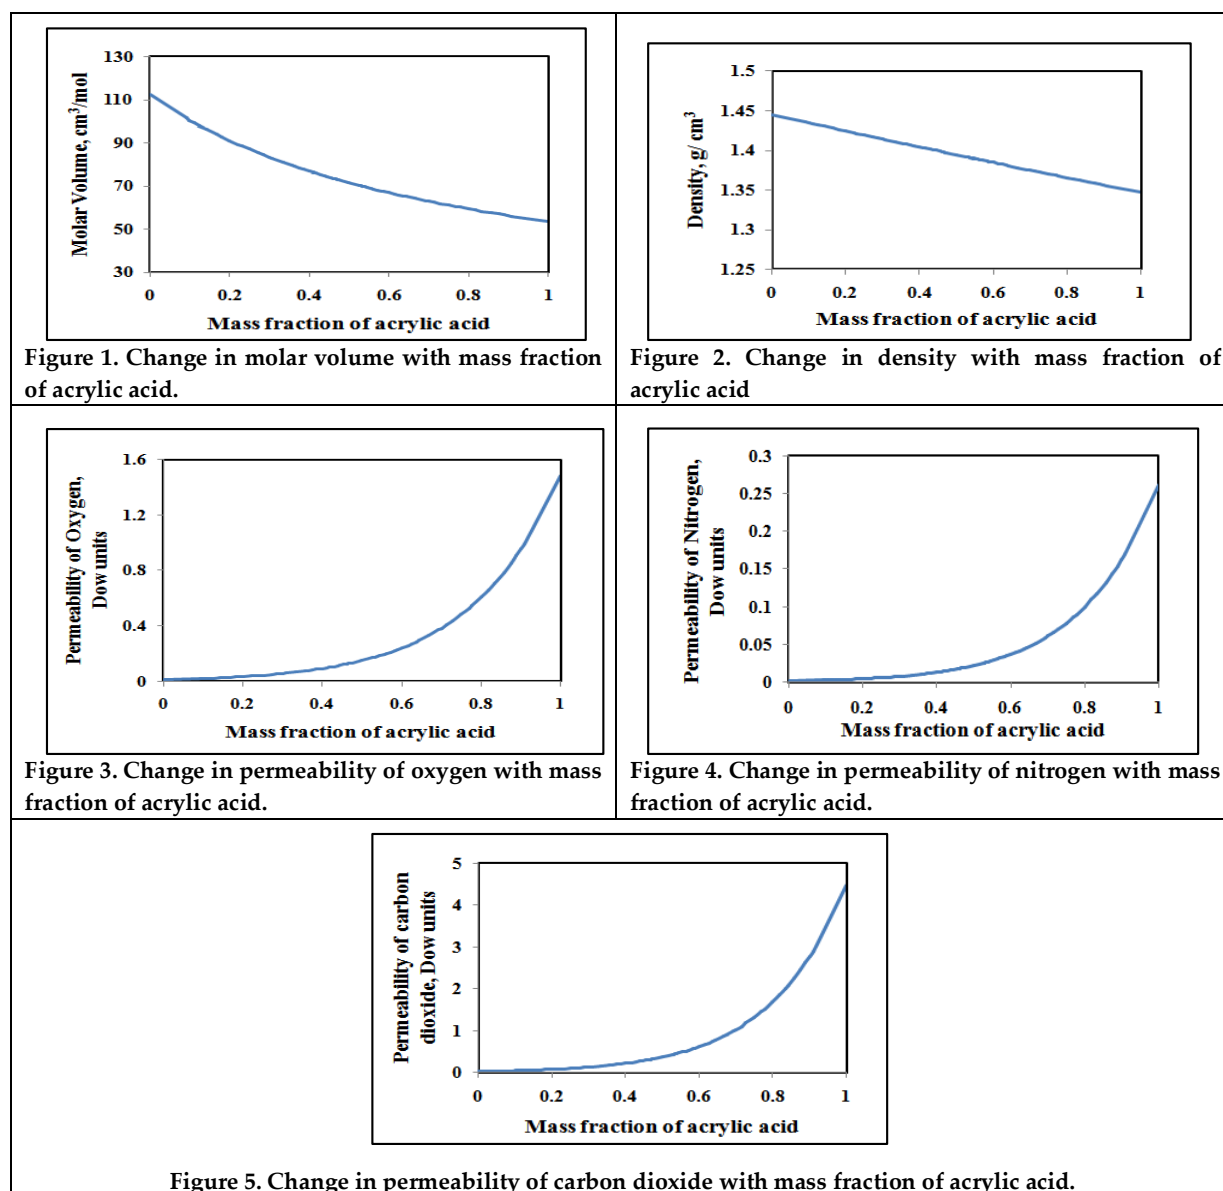 130
110
90
70
50
30
Molar Volume, cm³/mol
0 0.2 0.4 0.6 0.8 1
Mass fraction of acrylic acid
Figure 1. Change in molar volume with mass fraction
of acrylic acid.
1.5
1.45
1.4
1.35
1.3
1.25
Density, g/ cm³
0 0.2 0.4 0.6 0.8 1
Mass fraction of acrylic acid
Figure 2. Change in density with mass fraction of
acrylic acid
1.6
1.2
0.8
0.4
0
Permeability of Oxygen,
Dow units
0 0.2 0.4 0.6 0.8 1
Mass fraction of acrylic acid
Figure 3. Change in permeability of oxygen with mass
fraction of acrylic acid.
0.3
0.25
0.2
0.15
0.1
0.05
0
Permeability of Nitrogen,
Dow units
0 0.2 0.4 0.6 0.8 1
Mass fraction of acrylic acid
Figure 4. Change in permeability of nitrogen with mass
fraction of acrylic acid.
5
4
3
2
1
0
Permeability of carbon
dioxide, Dow units
0 0.2 0.4 0.6 0.8 1
Mass fraction of acrylic acid
Figure 5. Change in permeability of carbon dioxide with mass fraction of acrylic acid.